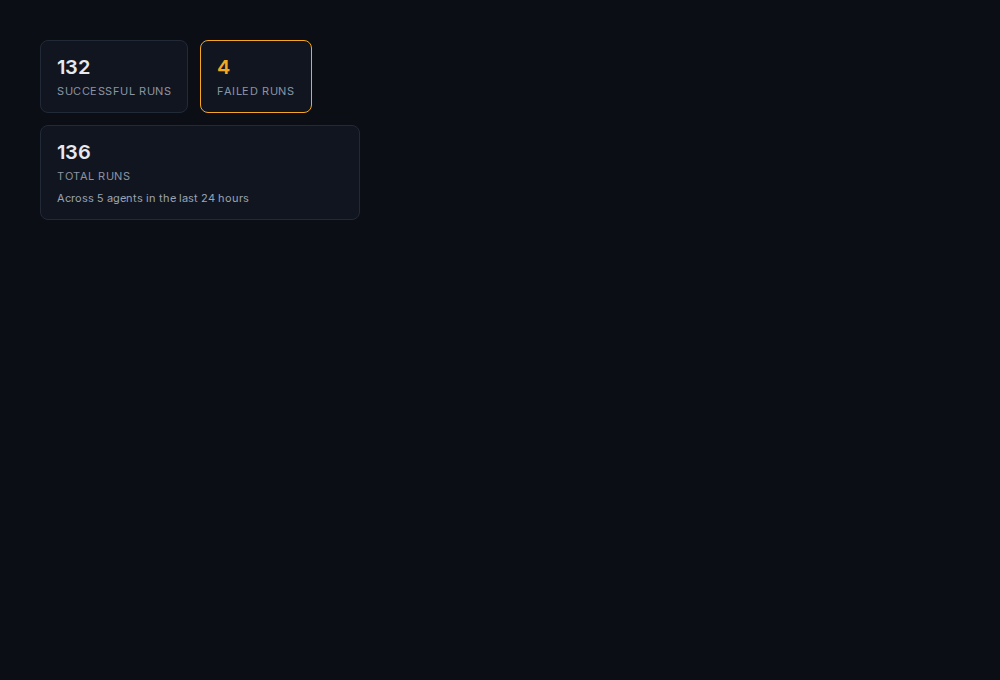 132
SUCCESSFUL RUNS
4
FAILED RUNS
136
TOTAL RUNS
Across 5 agents in the last 24 hours